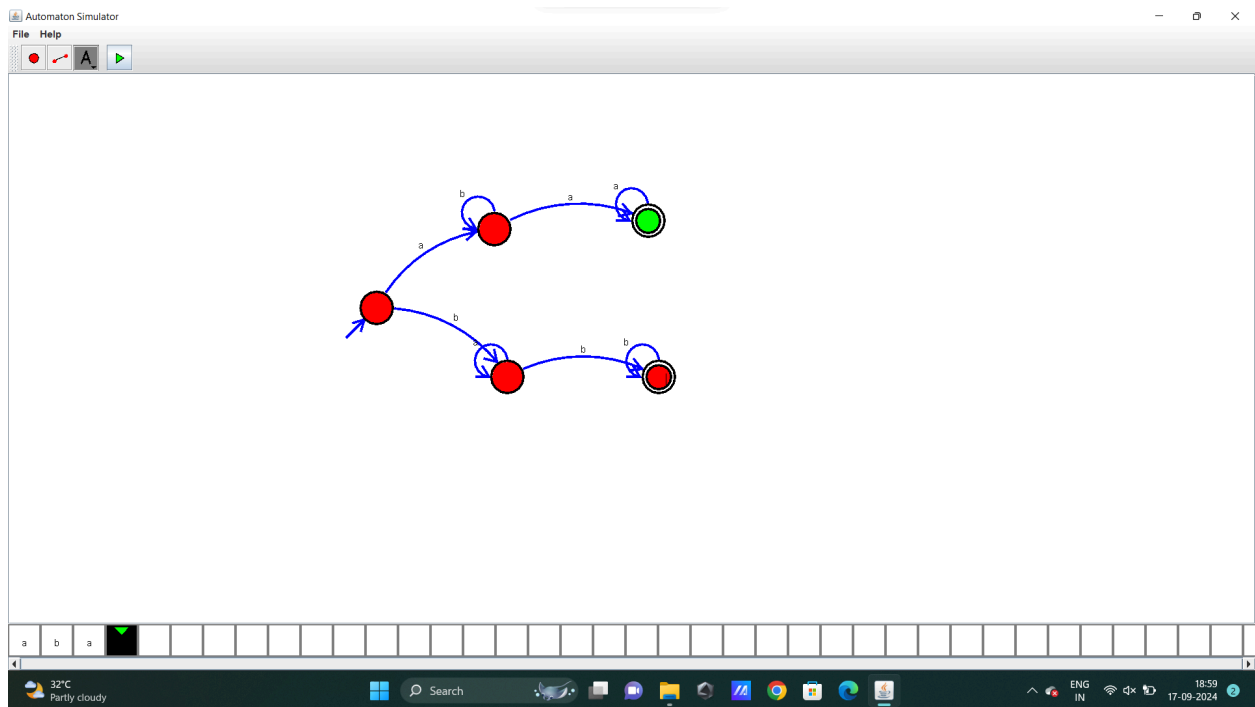 Automaton Simulator
File Help
A
b
a
a
a
b
a
b
b
a b a
32°C
Partly cloudy
Search
ENG
IN
18:59
17-09-2024
2